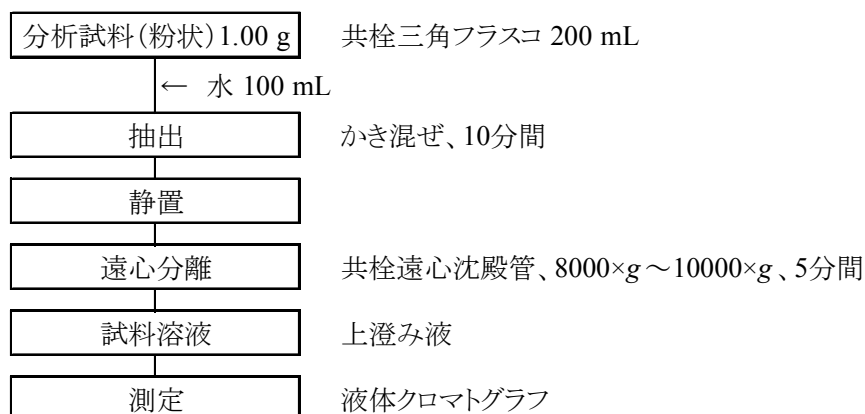 分析試料(粉状)1.00 g 共栓三角フラスコ 200 mL
← 水 100 mL
抽出 かき混ぜ、10分間
静置
遠心分離 共栓遠心沈殿管、8000×g～10000×g、5分間
試料溶液 上澄み液
測定 液体クロマトグラフ